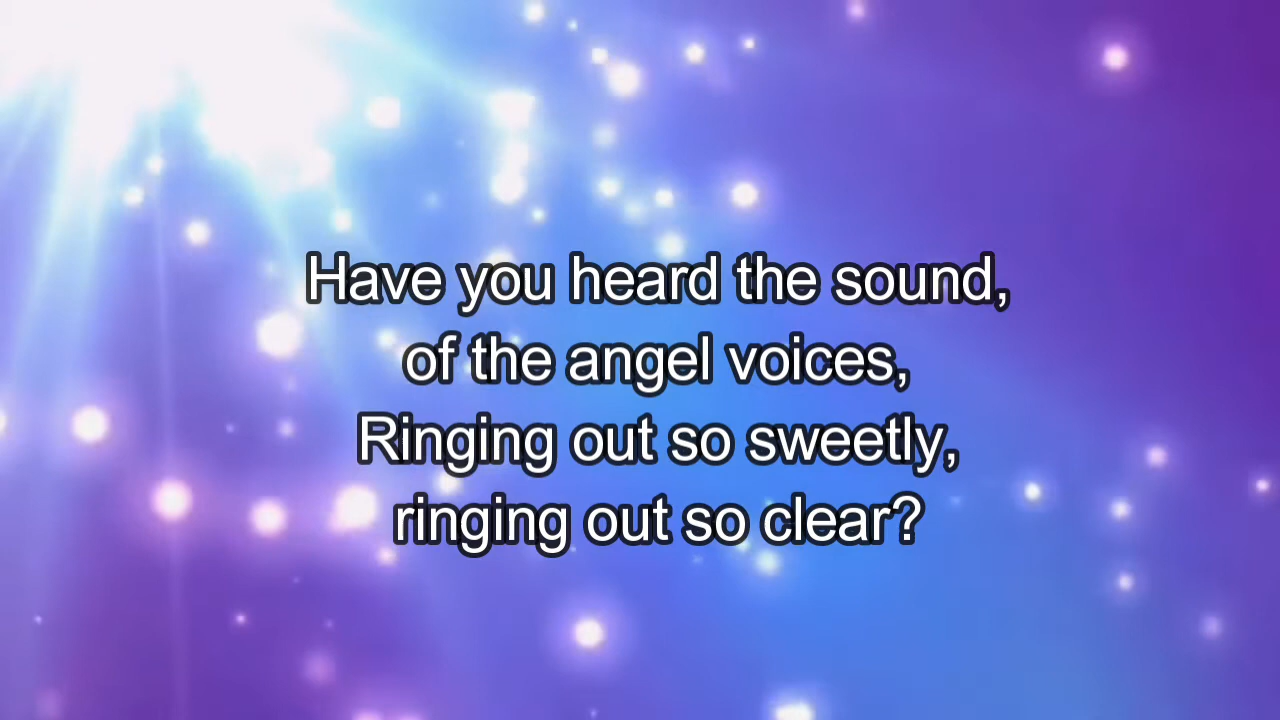 Have you heard the sound,
of the angel voices,
Ringing out so sweetly,
ringing out so clear?